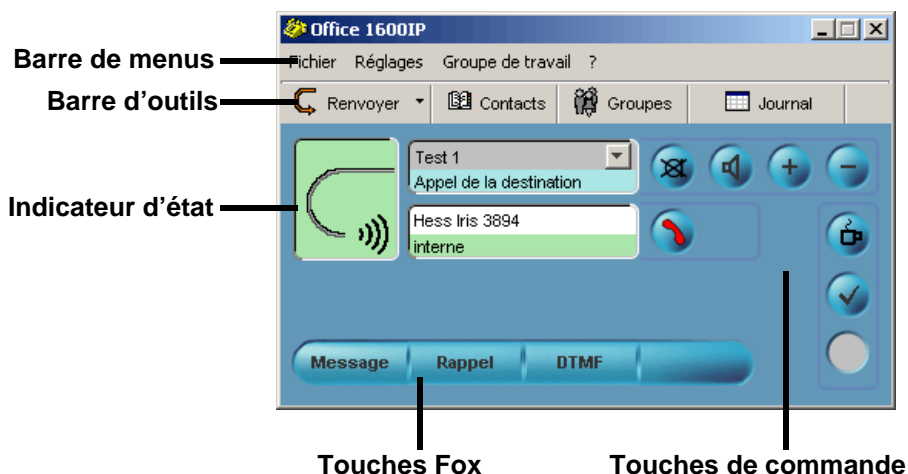 Office 1600IP
Barre de menus
Fichier Réglages Groupe de travail ?
Barre d'outils
Renvoyer Contacts Groupes Journal
Test 1
Appel de la destination
Indicateur d'état
Hess Iris 3894
interne
Message Rappel DTMF
Touches Fox
Touches de commande